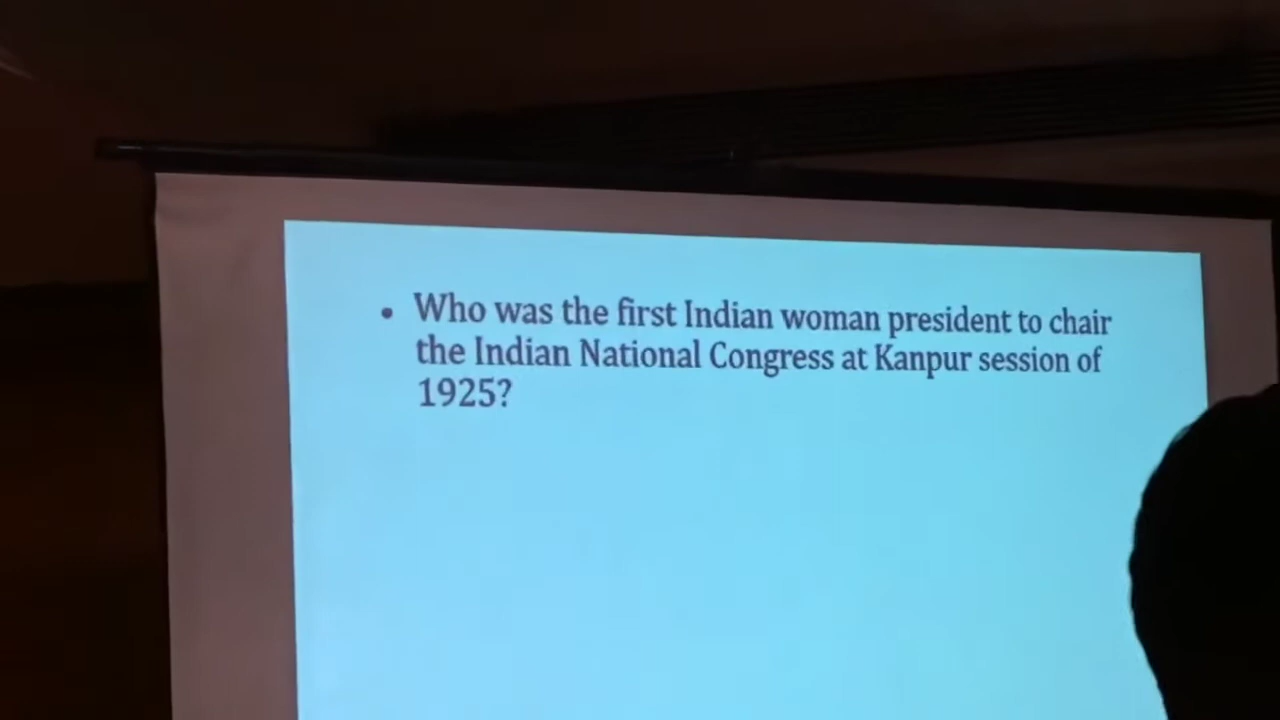 • Who was the first Indian woman president to chair
the Indian National Congress at Kanpur session of
1925?